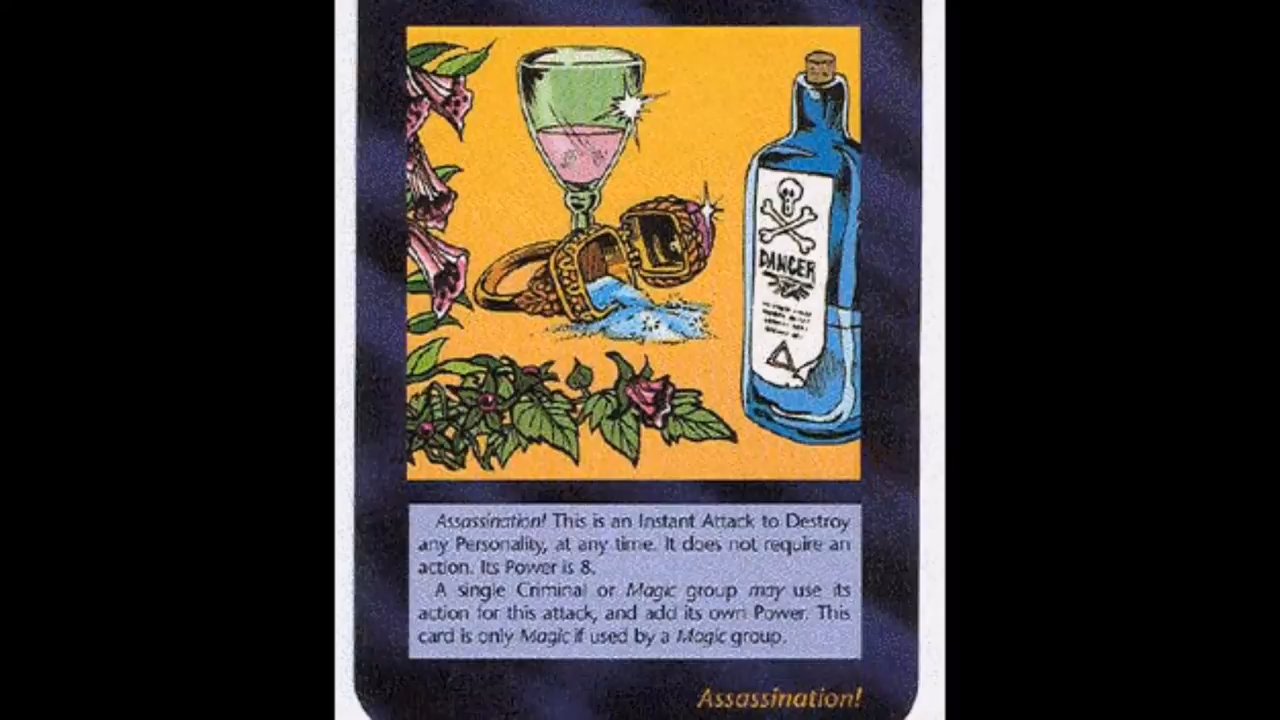 DANGER
Assassination! This is an Instant Attack to Destroy
any Personality, at any time. It does not require an
action. Its Power is 8.
A single Criminal or Magic group may use its
action for this attack, and add its own Power. This
card is only Magic if used by a Magic group.
Assassination!